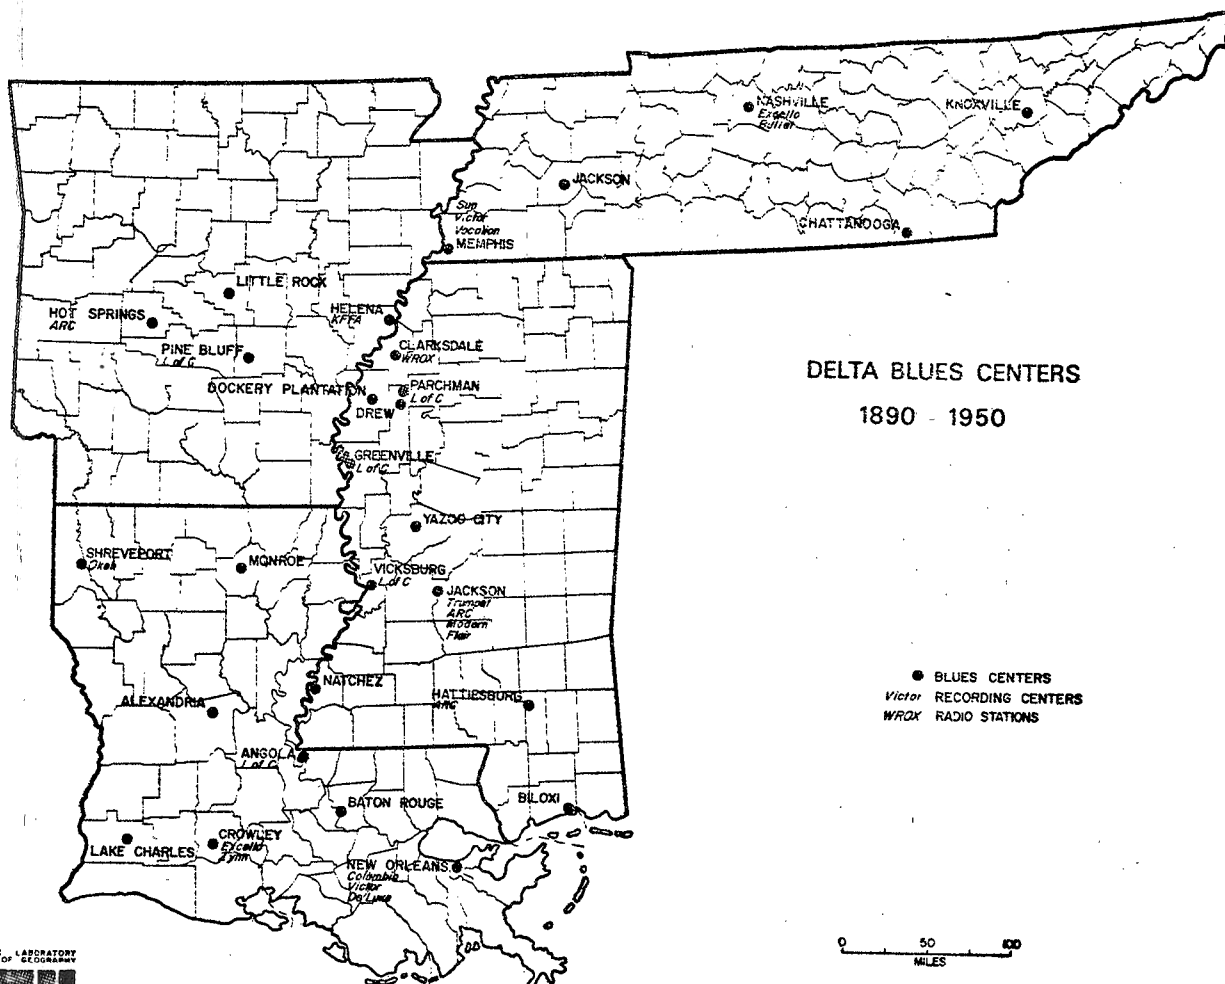 NASHVILLE
Excello
Bullet
KNOXVILLE
JACKSON
CHATTANOOGA
Sun
Victor
Vocalion
MEMPHIS
LITTLE ROCK
HOT SPRINGS
ARC
PINE BLUFF
L of C
HELENA
KFFA
CLARKSDALE
WROX
DOCKERY PLANTATION
PARCHMAN
L of C
DREW
GREENVILLE
L of C
YAZOO CITY
DELTA BLUES CENTERS
1890 - 1950
SHREVEPORT
Okeh
MONROE
VICKSBURG
L of C
JACKSON
Trumpet
ARC
Modern
Flair
NATCHEZ
ALEXANDRIA
HATTIESBURG
ARC
ANGOLA
L of C
BATON ROUGE
BILOXI
LAKE CHARLES
CROWLEY
Excello
NEW ORLEANS
Columbia
Victor
De'Luxe
BLUES CENTERS
Victor RECORDING CENTERS
WROX RADIO STATIONS
0 50 100
MILES
LABORATORY
OF GEOGRAPHY